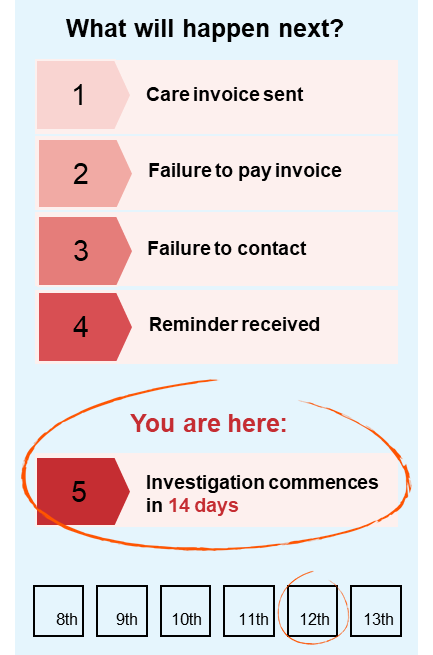 What will happen next?
1 Care invoice sent
2 Failure to pay invoice
3 Failure to contact
4 Reminder received
You are here:
5 Investigation commences
in 14 days
8th 9th 10th 11th 12th 13th